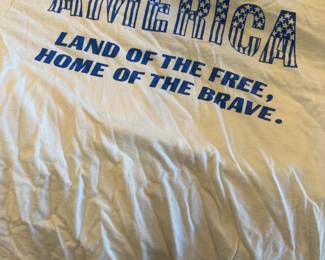 AMERICA
LAND OF THE FREE,
HOME OF THE BRAVE.